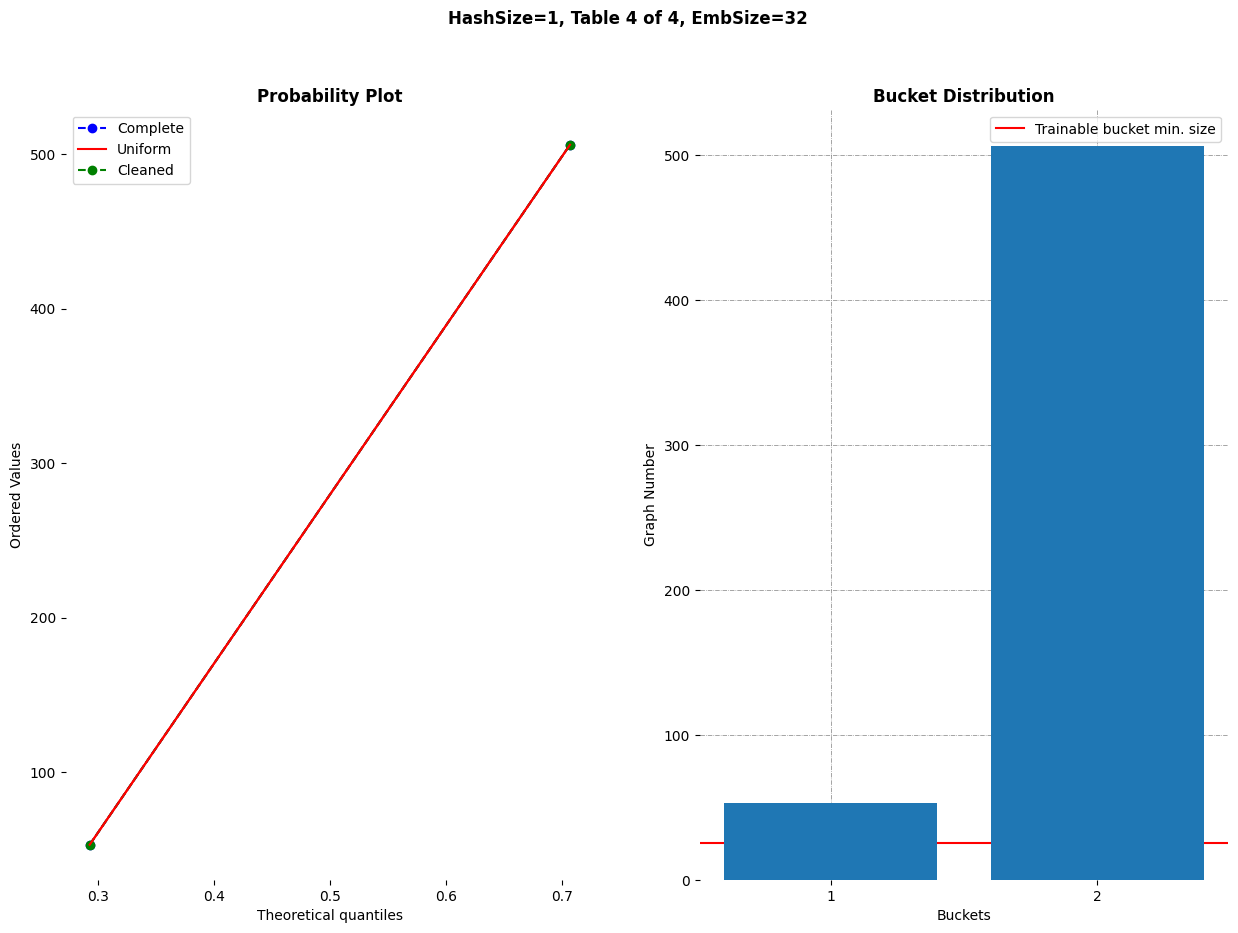 HashSize=1, Table 4 of 4, EmbSize=32
Probability Plot
Complete
Uniform
Cleaned
500
400
300
200
100
Ordered Values
0.3 0.4 0.5 0.6 0.7
Theoretical quantiles
Bucket Distribution
Trainable bucket min. size
500
400
300
200
100
0
Graph Number
1 2
Buckets